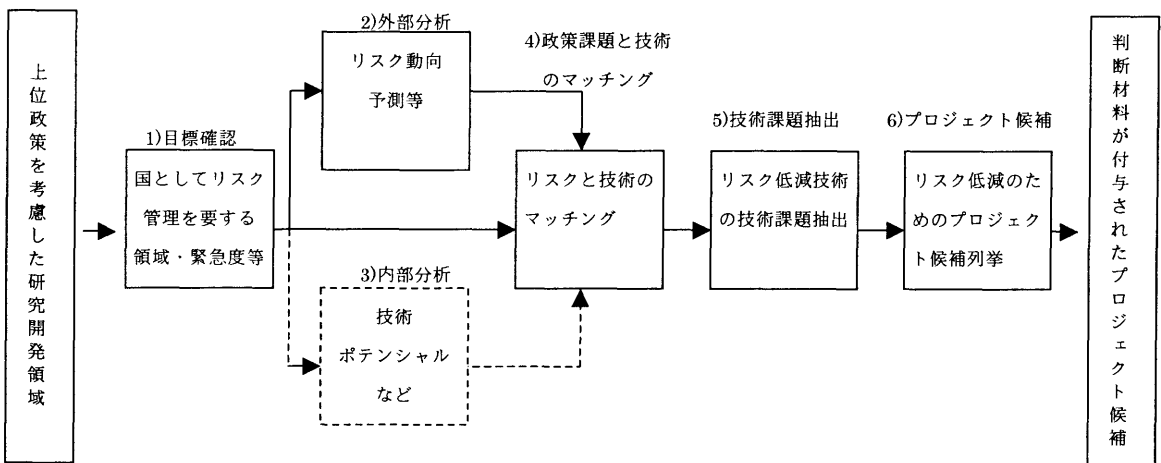 上位政策を考慮した研究開発領域
1)目標確認
国としてリスク
管理を要する
領域・緊急度等
2)外部分析
リスク動向
予測等
3)内部分析
技術
ポテンシャル
など
4)政策課題と技術
のマッチング
リスクと技術の
マッチング
5)技術課題抽出
リスク低減技術
の技術課題抽出
6)プロジェクト候補
リスク低減のた
めのプロジェク
ト候補列挙
判断材料が付与されたプロジェクト候補